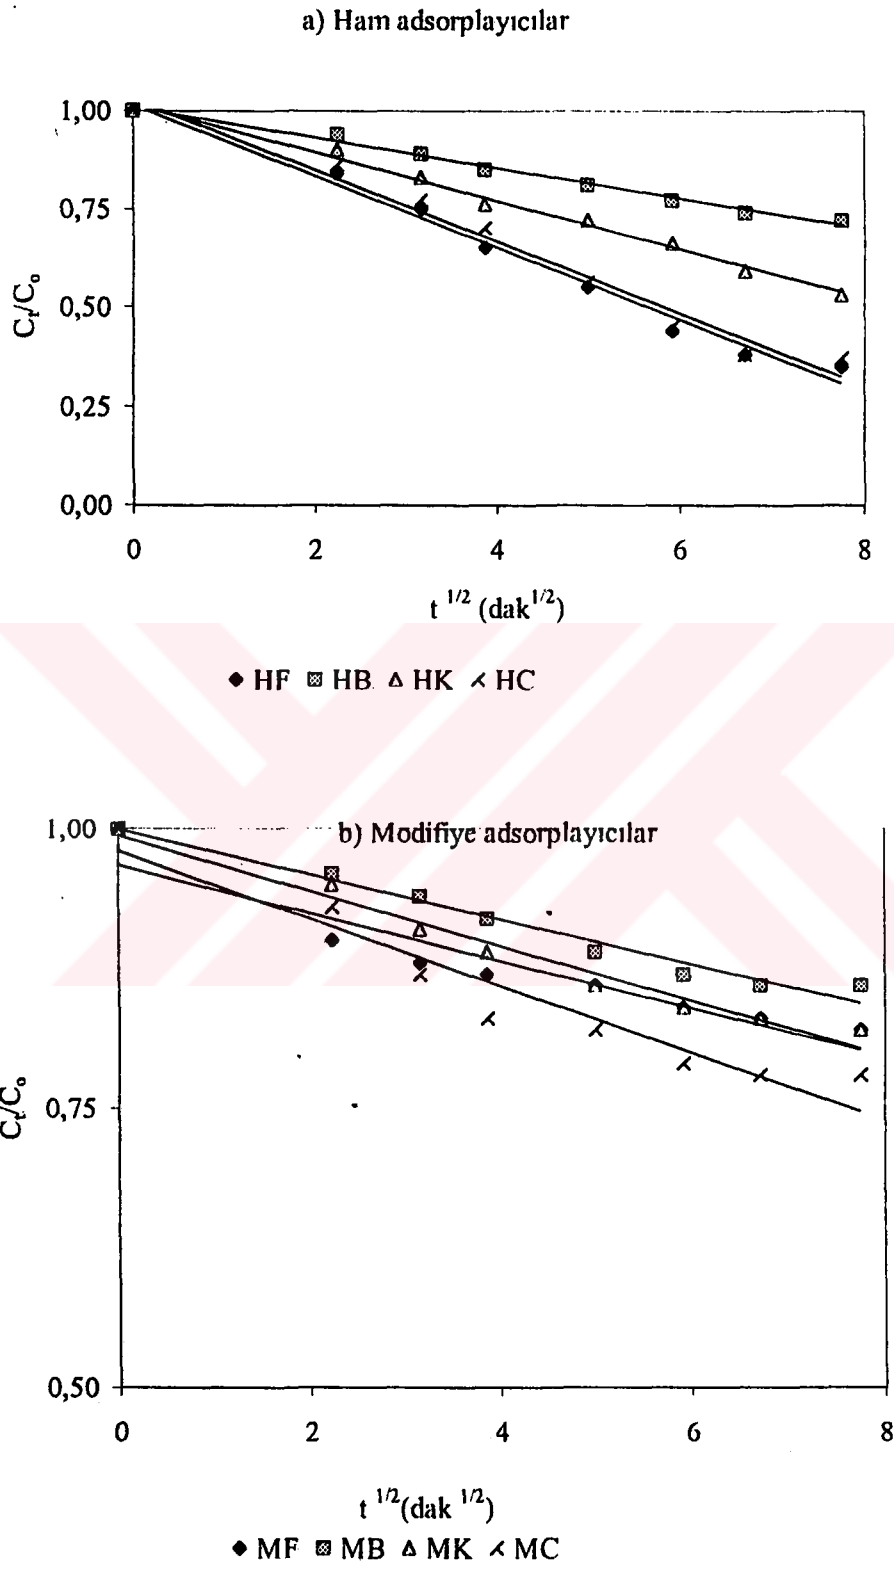 a) Ham adsorplayıcılar
1,00
0,75
0,50
0,25
0,00
Cₜ/Cₒ
0 2 4 6 8
t ¹/² (dak¹/²)
HF HB HK HC
b) Modifiye adsorplayıcılar
1,00
0,75
0,50
Cₜ/Cₒ
0 2 4 6 8
t ¹/²(dak ¹/²)
MF MB MK MC